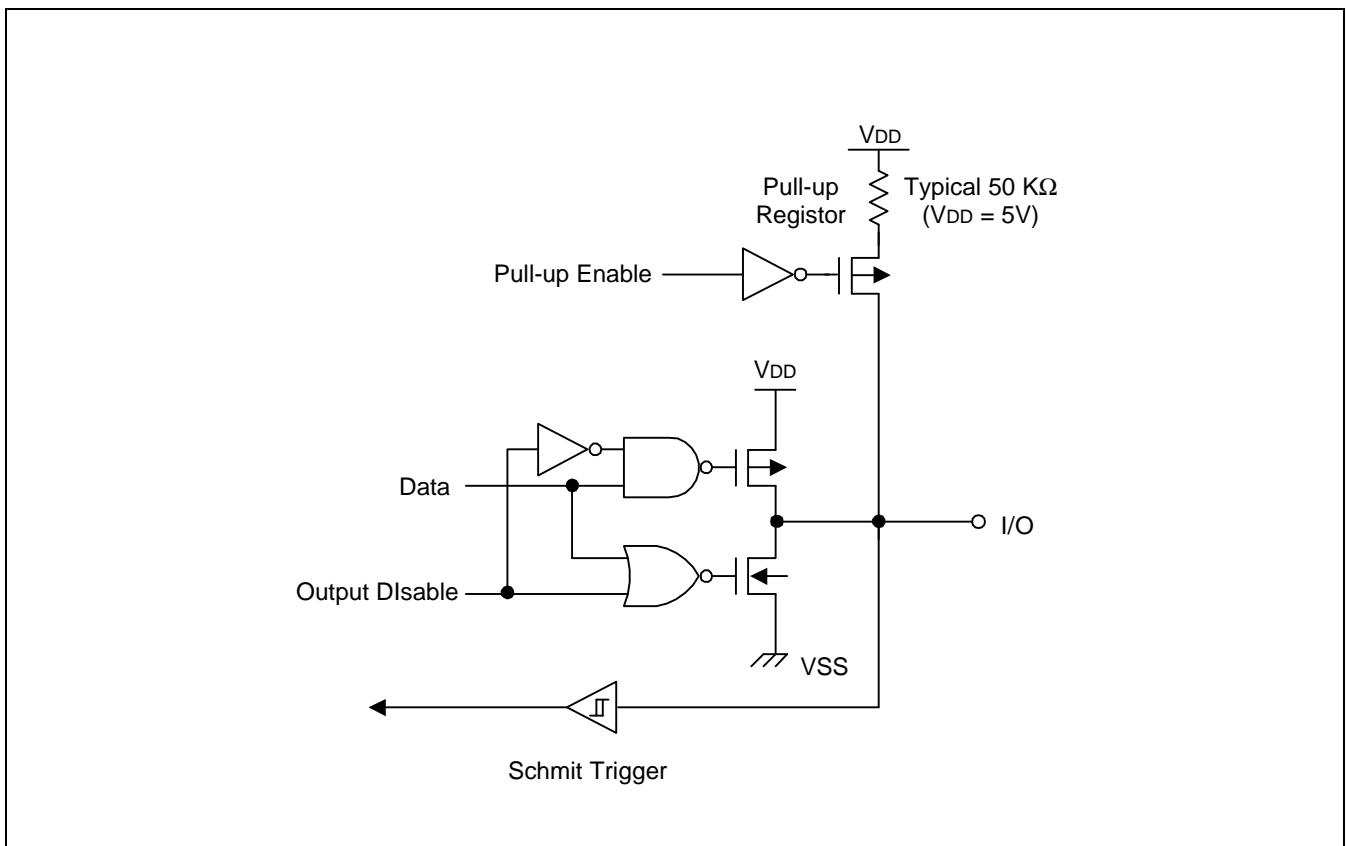 VDD
Pull-up
Registor
Typical 50 KΩ
(VDD = 5V)
Pull-up Enable
VDD
Data
I/O
Output DIsable
VSS
Schmit Trigger